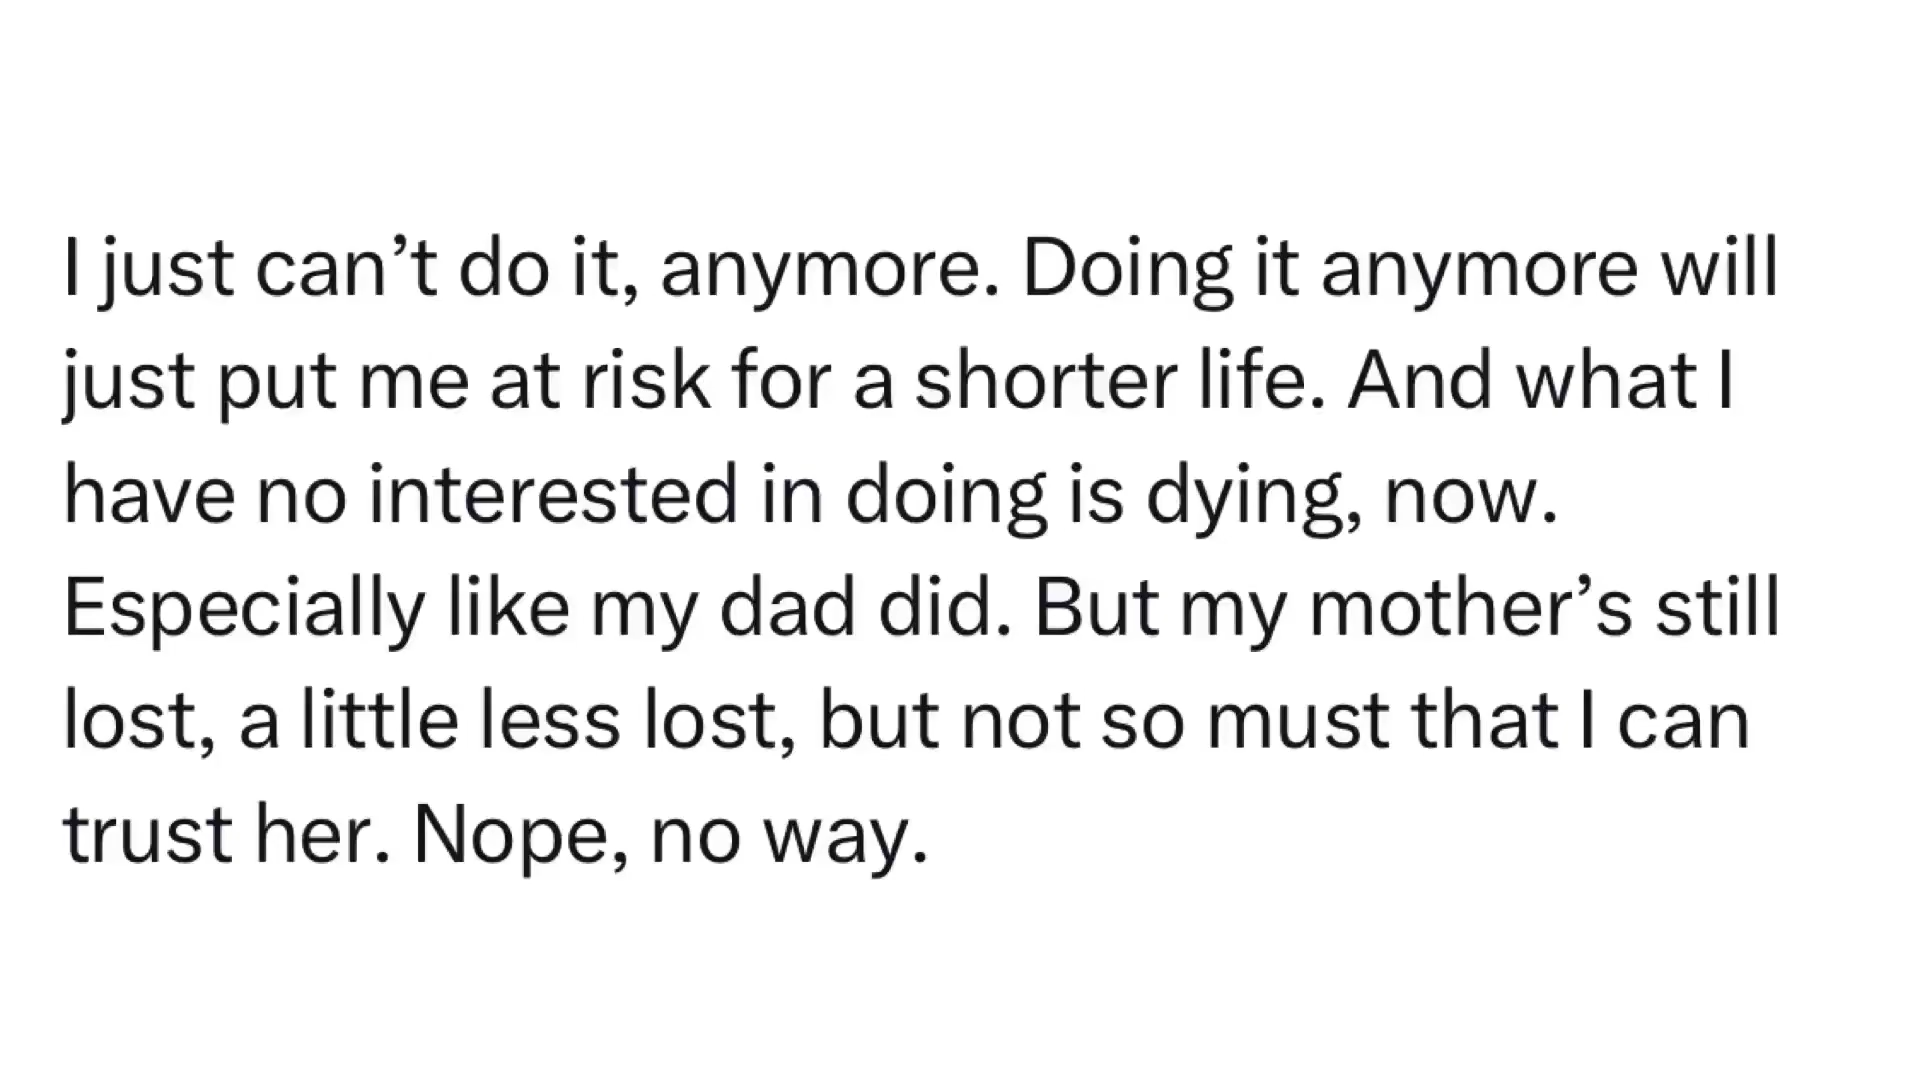 I just can’t do it, anymore. Doing it anymore will
just put me at risk for a shorter life. And what I
have no interested in doing is dying, now.
Especially like my dad did. But my mother’s still
lost, a little less lost, but not so must that I can
trust her. Nope, no way.